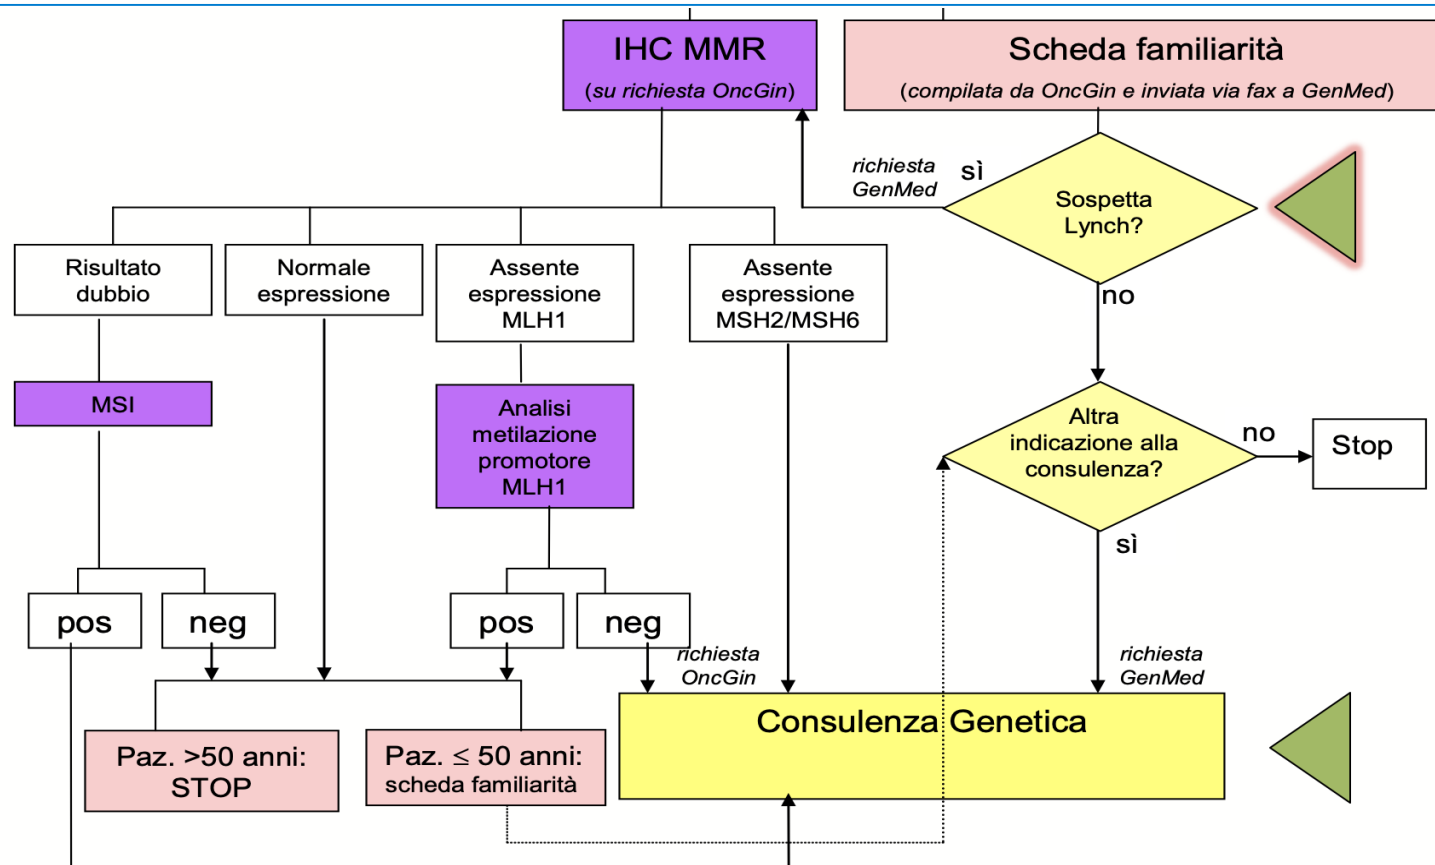 IHC MMR
(su richiesta OncGin)
Scheda familiarità
(compilata da OncGin e inviata via fax a GenMed)
richiesta
GenMed
sì
Sospetta
Lynch?
no
Risultato
dubbio
Normale
espressione
Assente
espressione
MLH1
Assente
espressione
MSH2/MSH6
MSI
Analisi
metilazione
promotore
MLH1
Altra
indicazione alla
consulenza?
no
Stop
sì
pos
neg
pos
neg
richiesta
OncGin
richiesta
GenMed
Consulenza Genetica
Paz. >50 anni:
STOP
Paz. ≤ 50 anni:
scheda familiarità